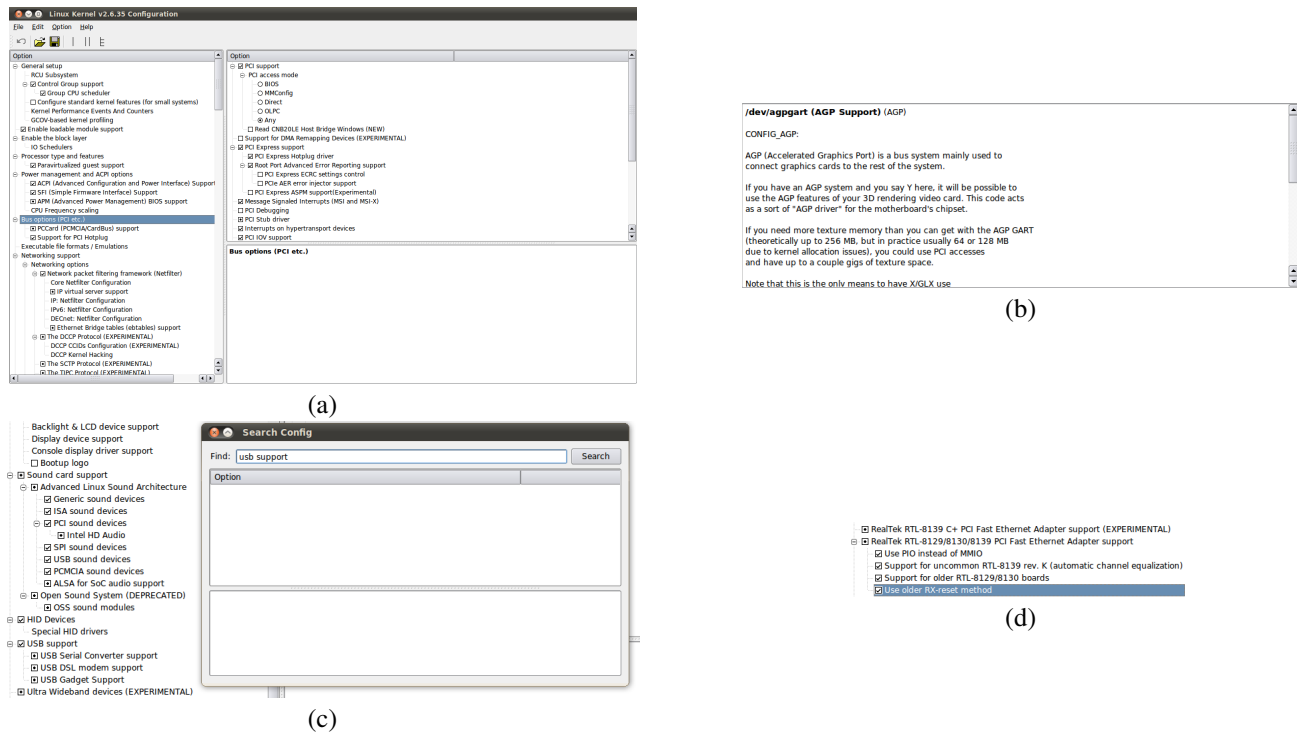 Linux Kernel v2.6.35 Configuration
File Edit Option Help
Option
General setup
RCU Subsystem
Control Group support
Group CPU scheduler
Configure standard kernel features (for small systems)
Kernel Performance Events And Counters
GCOV-based kernel profiling
Enable loadable module support
Enable the block layer
IO Schedulers
Processor type and features
Paravirtualized guest support
Power management and ACPI options
ACPI (Advanced Configuration and Power Interface) Support
SFI (Simple Firmware Interface) Support
APM (Advanced Power Management) BIOS support
CPU Frequency scaling
Bus options (PCI etc.)
PCCard (PCMCIA/CardBus) support
Support for PCI Hotplug
Executable file formats / Emulations
Networking support
Networking options
Network packet filtering framework (Netfilter)
Core Netfilter Configuration
IP virtual server support
IP: Netfilter Configuration
IPv6: Netfilter Configuration
DECnet: Netfilter Configuration
Ethernet Bridge tables (ebtables) support
The DCCP Protocol (EXPERIMENTAL)
DCCP CCIDs Configuration (EXPERIMENTAL)
DCCP Kernel Hacking
The SCTP Protocol (EXPERIMENTAL)
The TIPC Protocol (EXPERIMENTAL)
Option
PCI support
PCI access mode
BIOS
MMConfig
Direct
OLPC
Any
Read CNB20LE Host Bridge Windows (NEW)
Support for DMA Remapping Devices (EXPERIMENTAL)
PCI Express support
PCI Express Hotplug driver
Root Port Advanced Error Reporting support
PCI Express ECRC settings control
PCIe AER error injector support
PCI Express ASPM support(Experimental)
Message Signaled Interrupts (MSI and MSI-X)
PCI Debugging
PCI Stub driver
Interrupts on hypertransport devices
PCI IOV support
Bus options (PCI etc.)
(a)
/dev/agpgart (AGP Support) (AGP)
CONFIG_AGP:
AGP (Accelerated Graphics Port) is a bus system mainly used to
connect graphics cards to the rest of the system.
If you have an AGP system and you say Y here, it will be possible to
use the AGP features of your 3D rendering video card. This code acts
as a sort of "AGP driver" for the motherboard's chipset.
If you need more texture memory than you can get with the AGP GART
(theoretically up to 256 MB, but in practice usually 64 or 128 MB
due to kernel allocation issues), you could use PCI accesses
and have up to a couple gigs of texture space.
Note that this is the only means to have X/GLX use
(b)
Backlight & LCD device support
Display device support
Console display driver support
Bootup logo
Sound card support
Advanced Linux Sound Architecture
Generic sound devices
ISA sound devices
PCI sound devices
Intel HD Audio
SPI sound devices
USB sound devices
PCMCIA sound devices
ALSA for SoC audio support
Open Sound System (DEPRECATED)
OSS sound modules
HID Devices
Special HID drivers
USB support
USB Serial Converter support
USB DSL modem support
USB Gadget Support
Ultra Wideband devices (EXPERIMENTAL)
Search Config
Find: usb support Search
Option
(c)
RealTek RTL-8139 C+ PCI Fast Ethernet Adapter support (EXPERIMENTAL)
RealTek RTL-8129/8130/8139 PCI Fast Ethernet Adapter support
Use PIO instead of MMIO
Support for uncommon RTL-8139 rev. K (automatic channel equalization)
Support for older RTL-8129/8130 boards
Use older RX-reset method
(d)